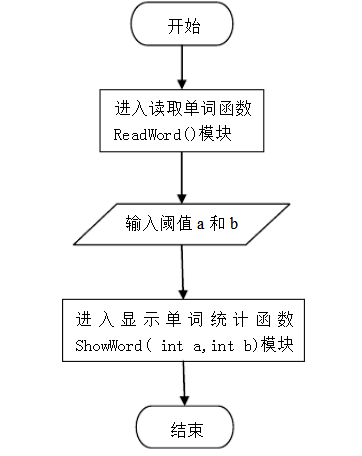 开始
进入读取单词函数
ReadWord()模块
输入阈值a和b
进入显示单词统计函数
ShowWord( int a,int b)模块
结束